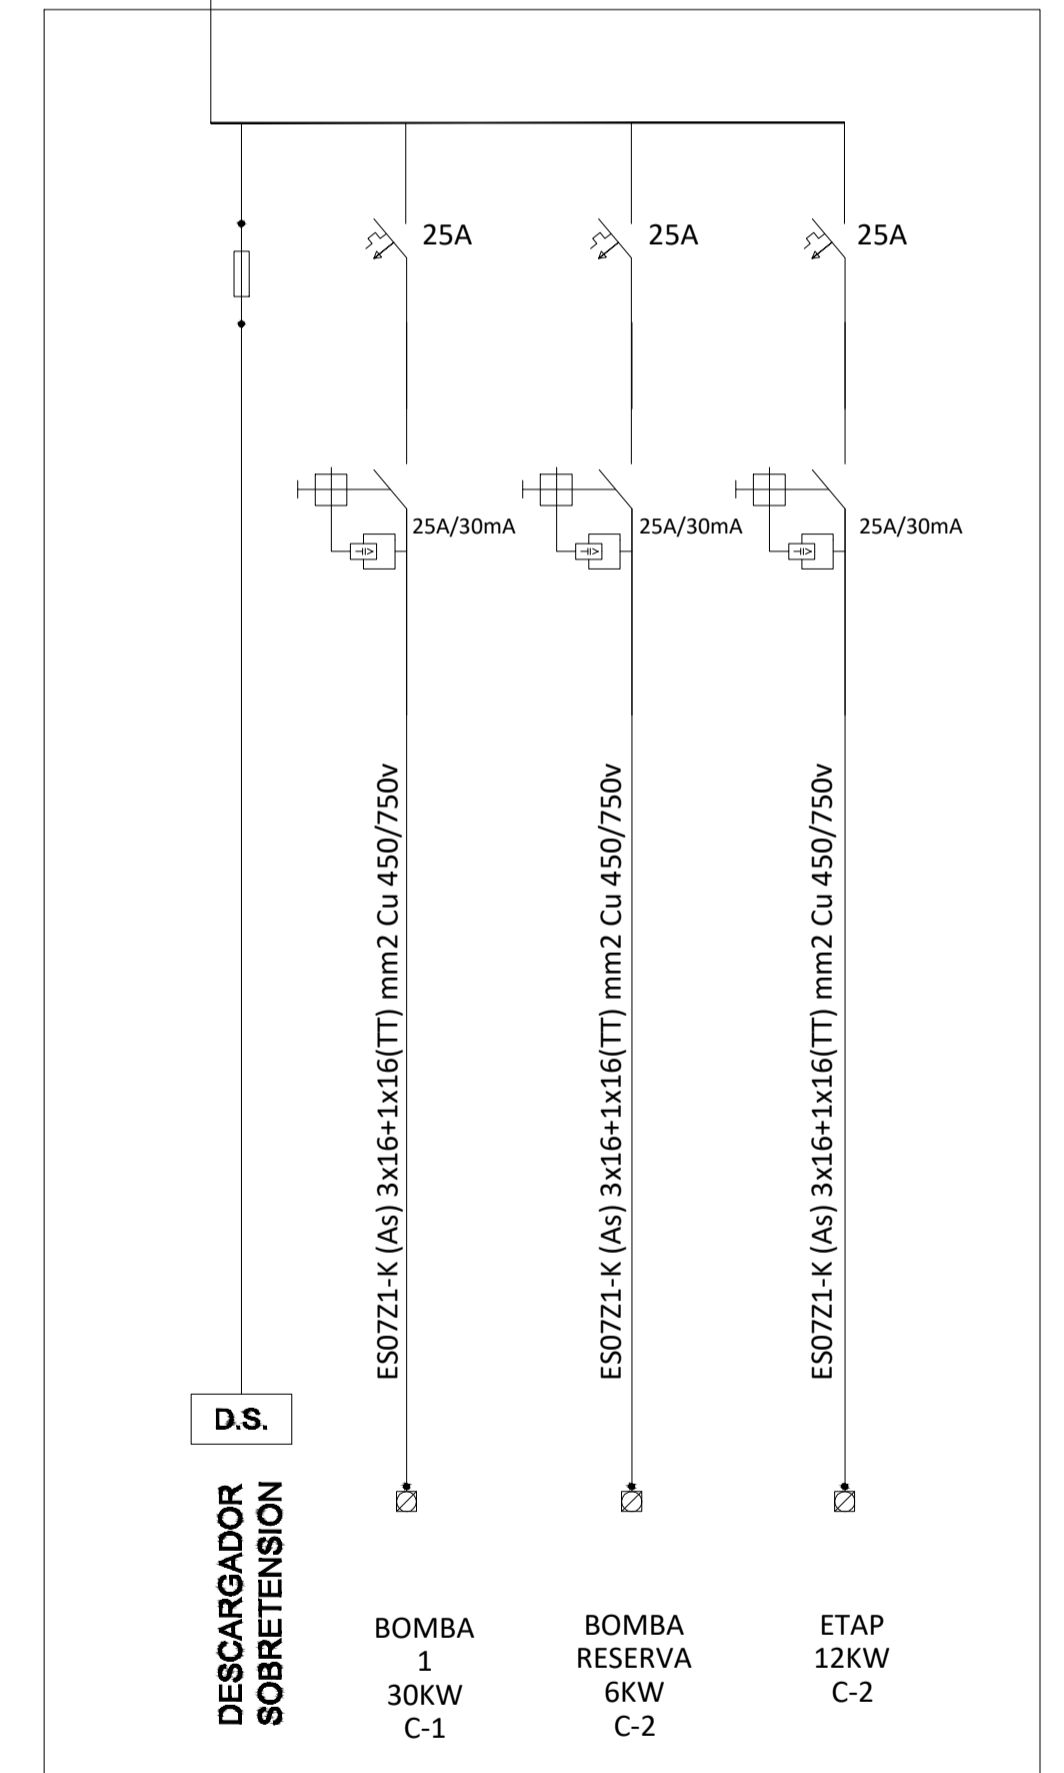 25A
25A
25A
25A/30mA
25A/30mA
25A/30mA
ES07Z1-K (As) 3x16+1x16(TT) mm2 Cu 450/750v
ES07Z1-K (As) 3x16+1x16(TT) mm2 Cu 450/750v
ES07Z1-K (As) 3x16+1x16(TT) mm2 Cu 450/750v
D.S.
DESCARGADOR
SOBRETENSION
BOMBA
1
30KW
C-1
BOMBA
RESERVA
6KW
C-2
ETAP
12KW
C-2